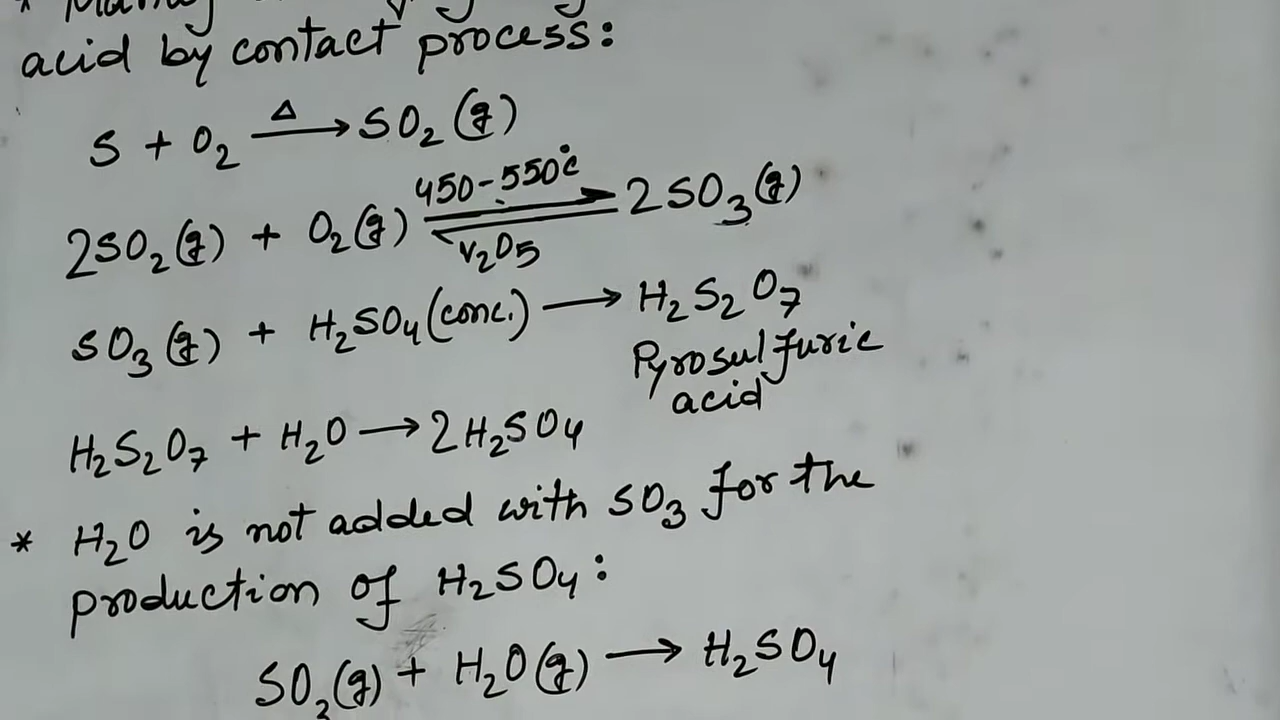 acid by contact process:
S + O₂ —Δ→ SO₂ (g)
2SO₂ (g) + O₂ (g) ⇌ 450-550°c V₂O₅ 2SO₃ (g)
SO₃ (g) + H₂SO₄ (conc.) → H₂S₂O₇
Pyrosulfuric
acid
H₂S₂O₇ + H₂O → 2H₂SO₄
* H₂O is not added with SO₃ for the
production of H₂SO₄:
SO₃(g) + H₂O(g) → H₂SO₄